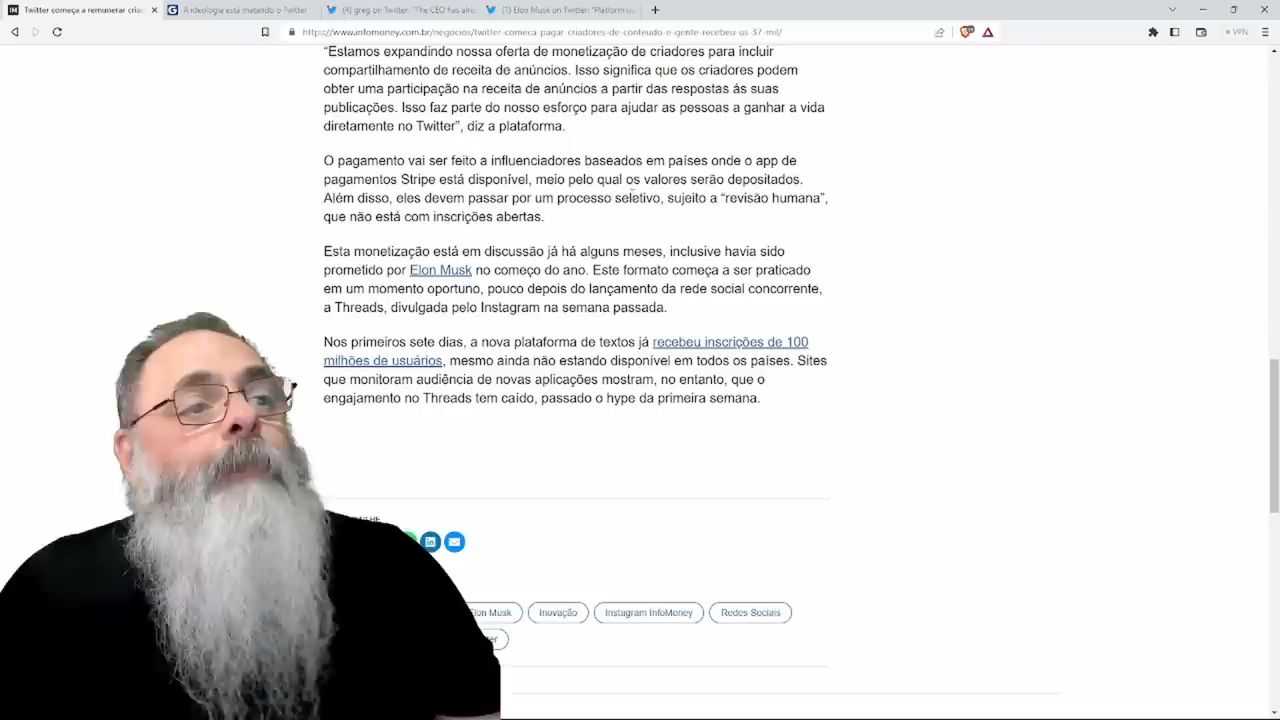 Twitter começa a remunerar criac
A ideologia está matando o Twitter
(4) greg on Twitter: "The CEO has alre
(1) Elon Musk on Twitter: "Platform us
https://www.infomoney.com.br/negocios/twitter-comeca-pagar-criadores-de-conteudo-e-gente-recebeu-us-37-mil/
VPN
“Estamos expandindo nossa oferta de monetização de criadores para incluir
compartilhamento de receita de anúncios. Isso significa que os criadores podem
obter uma participação na receita de anúncios a partir das respostas às suas
publicações. Isso faz parte do nosso esforço para ajudar as pessoas a ganhar a vida
diretamente no Twitter”, diz a plataforma.
O pagamento vai ser feito a influenciadores baseados em países onde o app de
pagamentos Stripe está disponível, meio pelo qual os valores serão depositados.
Além disso, eles devem passar por um processo seletivo, sujeito a “revisão humana”,
que não está com inscrições abertas.
Esta monetização está em discussão já há alguns meses, inclusive havia sido
prometido por Elon Musk no começo do ano. Este formato começa a ser praticado
em um momento oportuno, pouco depois do lançamento da rede social concorrente,
a Threads, divulgada pelo Instagram na semana passada.
Nos primeiros sete dias, a nova plataforma de textos já recebeu inscrições de 100
milhões de usuários, mesmo ainda não estando disponível em todos os países. Sites
que monitoram audiência de novas aplicações mostram, no entanto, que o
engajamento no Threads tem caído, passado o hype da primeira semana.
Elon Musk
Inovação
Instagram InfoMoney
Redes Sociais